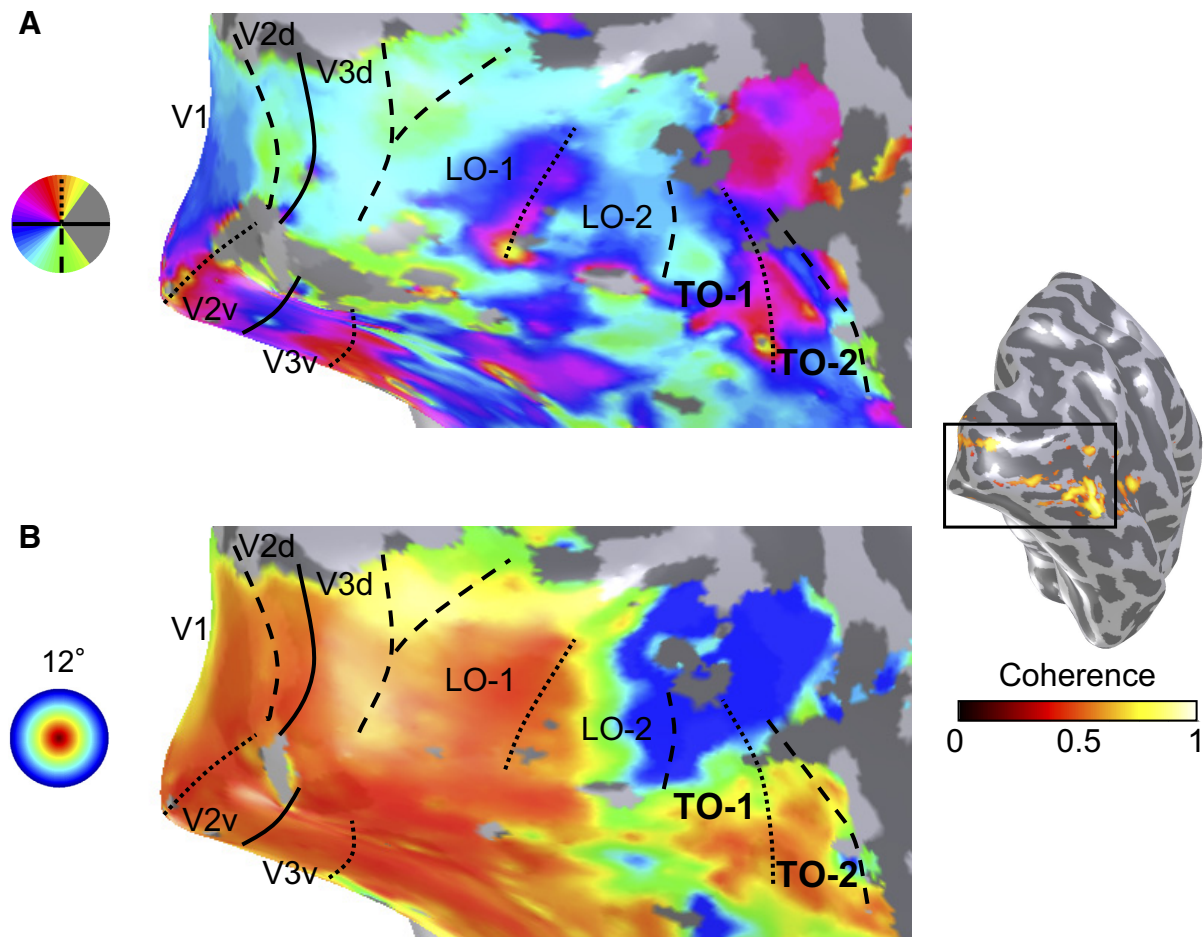 A
V2d
V3d
V1
LO-1
LO-2
TO-1
V2v
V3v
TO-2
B
V2d
V3d
V1
12°
LO-1
LO-2
TO-1
V2v
V3v
TO-2
Coherence
0 0.5 1